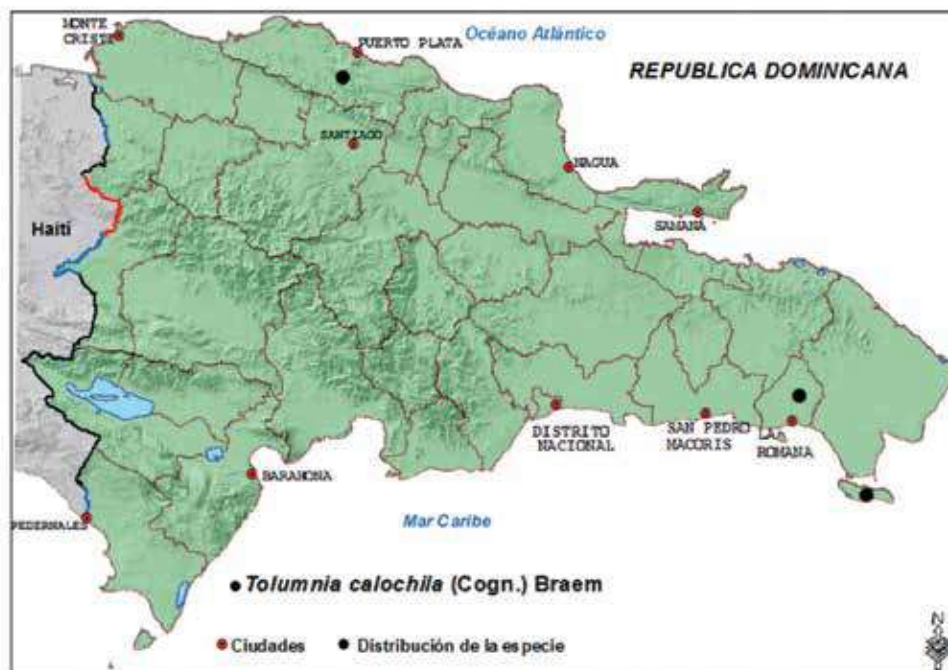 MONTE
CRISTI
PUERTO PLATA
Océano Atlántico
REPUBLICA DOMINICANA
SANTIAGO
NAGUA
SAMANÁ
Haití
DISTRITO
NACIONAL
SAN PEDRO
MACORIS
LA
ROMANA
BARAHONA
PEDERNALES
Mar Caribe
Tolumnia calochila (Cogn.) Braem
Ciudades
Distribución de la especie
N